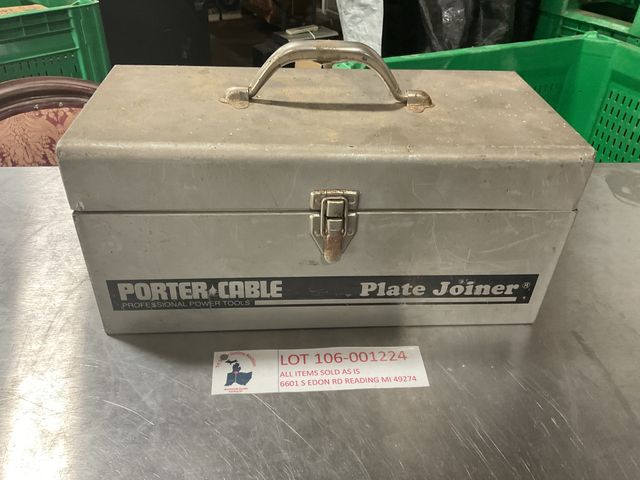 PORTER CABLE
PROFESSIONAL POWER TOOLS
Plate Joiner®
LOT 106-001224
ALL ITEMS SOLD AS IS
6601 S EDON RD READING MI 49274